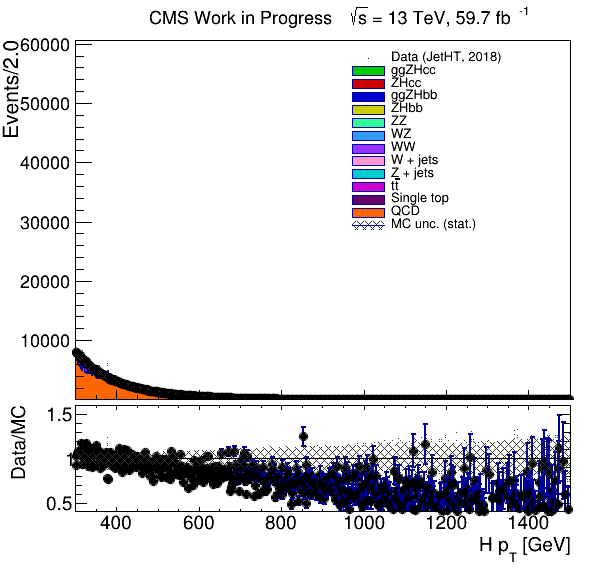 CMS Work in Progress √s = 13 TeV, 59.7 fb⁻¹
Events/2.0
60000
50000
40000
30000
20000
10000
Data (JetHT, 2018)
ggZHcc
ZHcc
ggZHbb
ZHbb
ZZ
WZ
WW
W + jets
Z + jets
tt̄
Single top
QCD
MC unc. (stat.)
Data/MC
1.5
1
0.5
400 600 800 1000 1200 1400
H p_T [GeV]